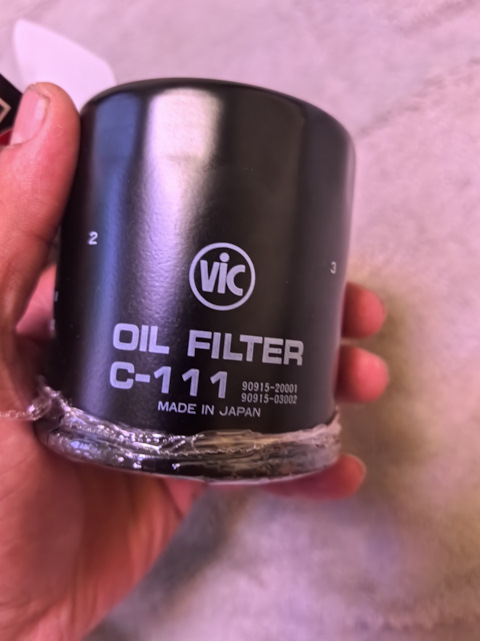 2
3
VIC
OIL FILTER
C-111 90915-20001
90915-03002
MADE IN JAPAN